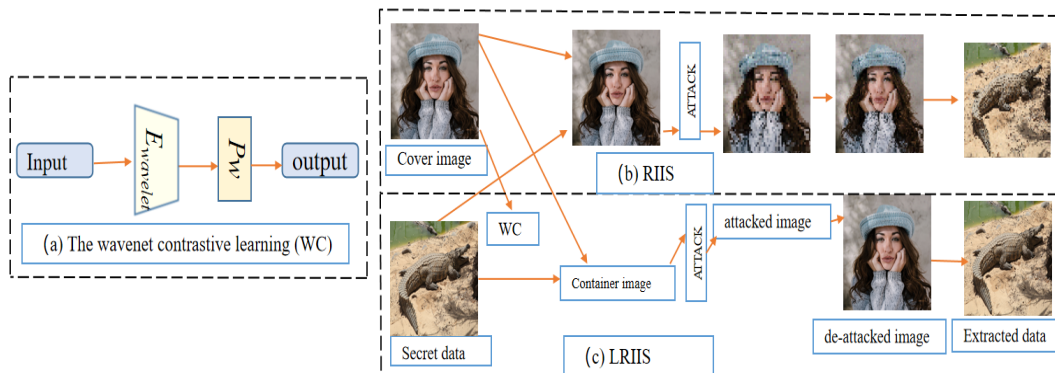 Input
E_wavelet
Pw
output
(a) The wavenet contrastive learning (WC)
Cover image
ATTACK
(b) RIIS
Secret data
WC
Container image
ATTACK
attacked image
de-attacked image
Extracted data
(c) LRIIS